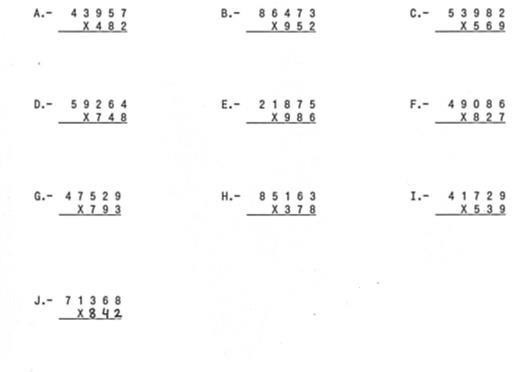 A.- 4 3 9 5 7 B.- 8 6 4 7 3 C.- 5 3 9 8 2
X 4 8 2 X 9 5 2 X 5 6 9
D.- 5 9 2 6 4 E.- 2 1 8 7 5 F.- 4 9 0 8 6
X 7 4 8 X 9 8 6 X 8 2 7
G.- 4 7 5 2 9 H.- 8 5 1 6 3 I.- 4 1 7 2 9
X 7 9 3 X 3 7 8 X 5 3 9
J.- 7 1 3 6 8
X 8 4 2